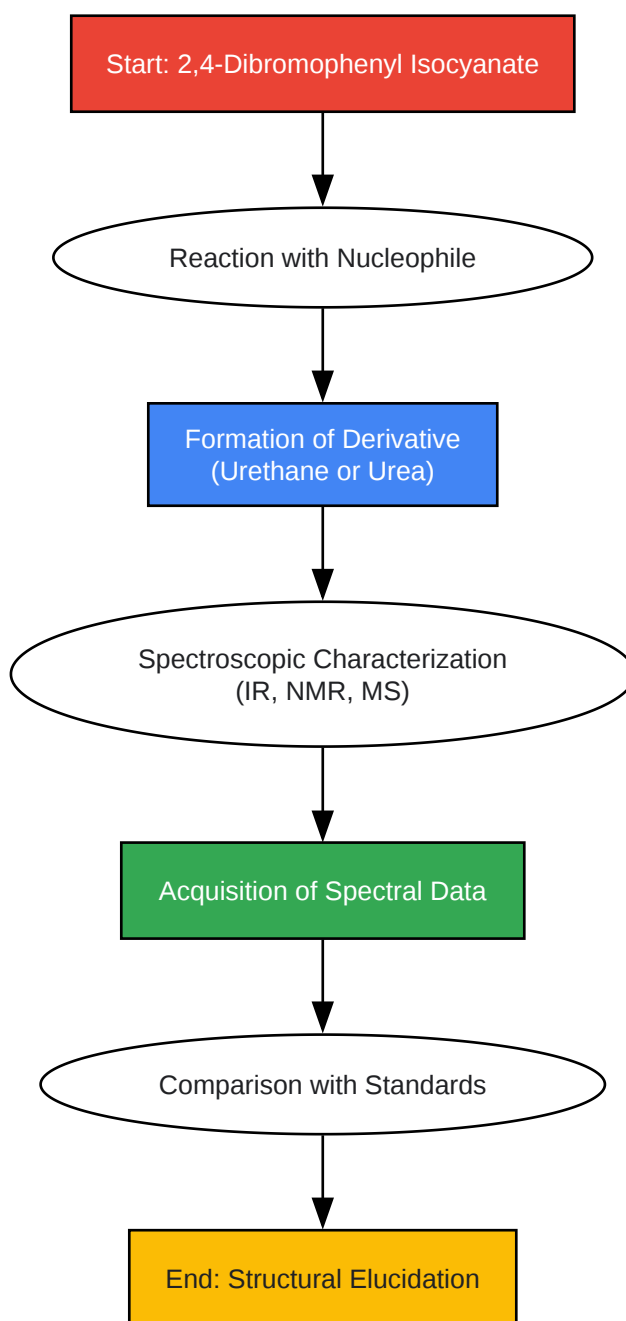 Start: 2,4-Dibromophenyl Isocyanate
Reaction with Nucleophile
Formation of Derivative
(Urethane or Urea)
Spectroscopic Characterization
(IR, NMR, MS)
Acquisition of Spectral Data
Comparison with Standards
End: Structural Elucidation